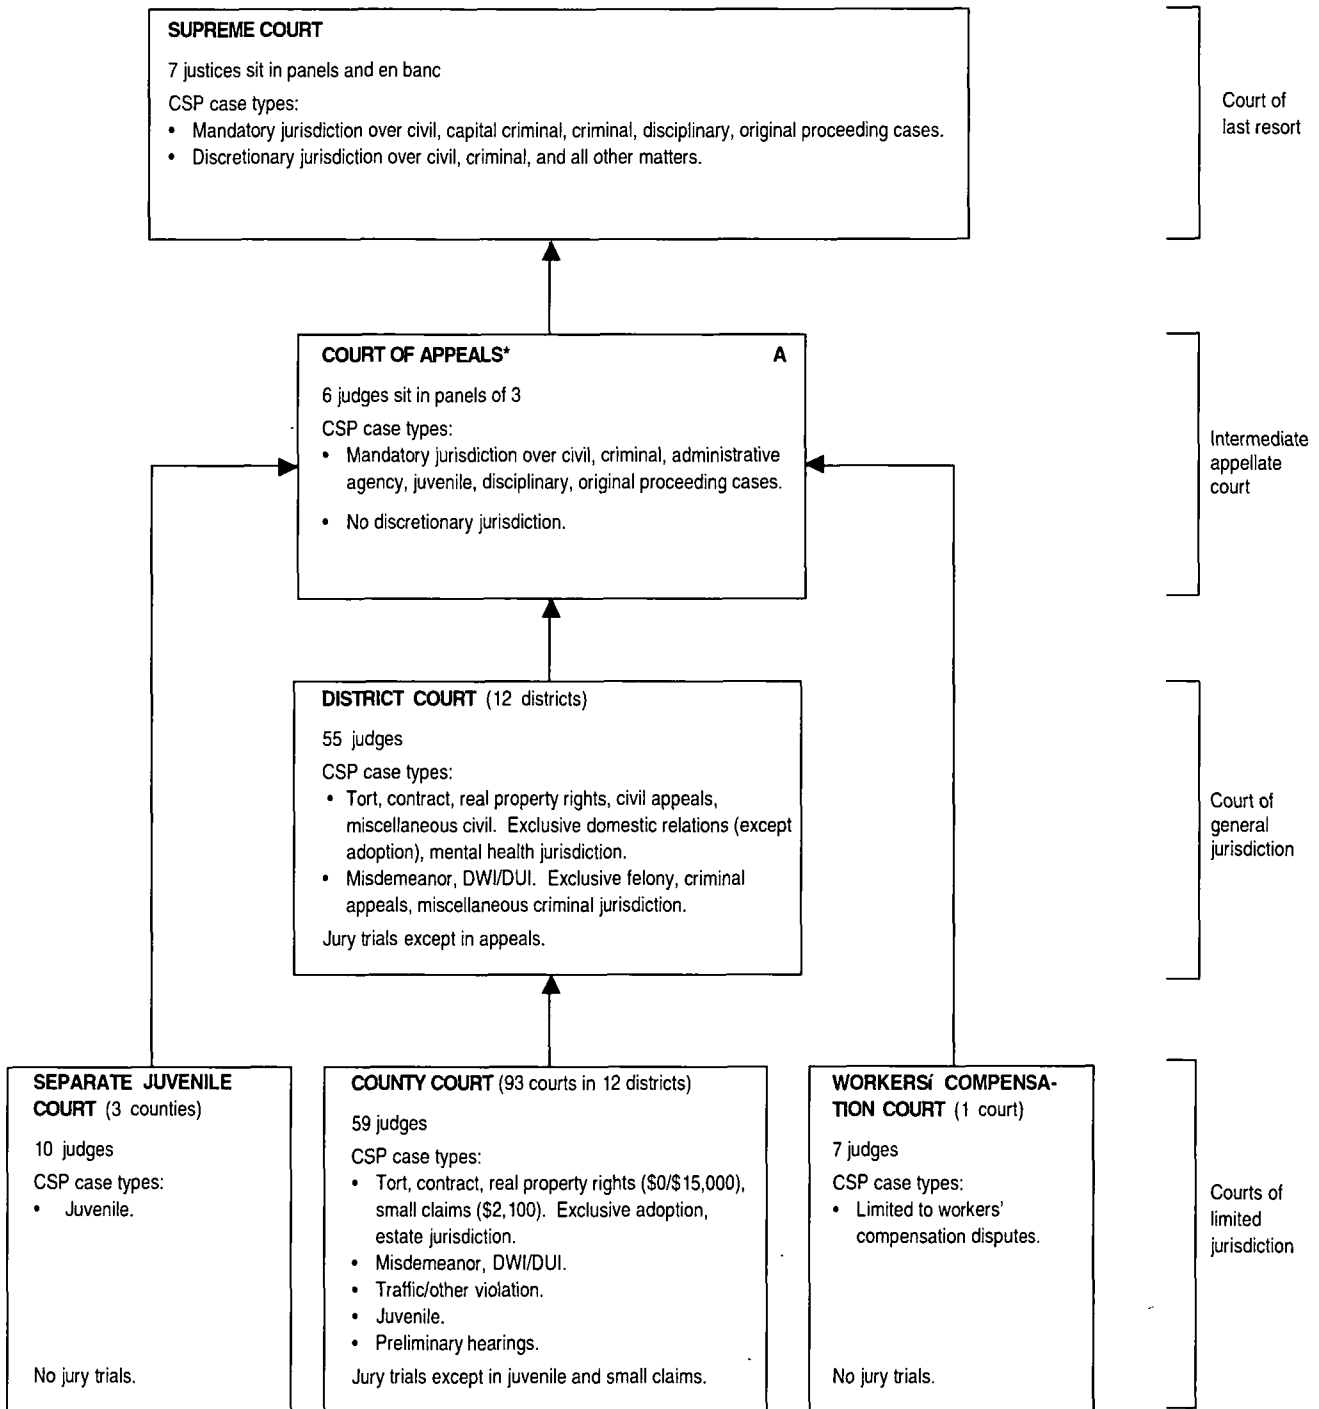 SUPREME COURT
7 justices sit in panels and en banc
CSP case types:
• Mandatory jurisdiction over civil, capital criminal, criminal, disciplinary, original proceeding cases.
• Discretionary jurisdiction over civil, criminal, and all other matters.
Court of
last resort
COURT OF APPEALS* A
6 judges sit in panels of 3
CSP case types:
• Mandatory jurisdiction over civil, criminal, administrative
agency, juvenile, disciplinary, original proceeding cases.
• No discretionary jurisdiction.
Intermediate
appellate
court
DISTRICT COURT (12 districts)
55 judges
CSP case types:
• Tort, contract, real property rights, civil appeals,
miscellaneous civil. Exclusive domestic relations (except
adoption), mental health jurisdiction.
• Misdemeanor, DWI/DUI. Exclusive felony, criminal
appeals, miscellaneous criminal jurisdiction.
Jury trials except in appeals.
Court of
general
jurisdiction
SEPARATE JUVENILE
COURT (3 counties)
10 judges
CSP case types:
• Juvenile.
No jury trials.
COUNTY COURT (93 courts in 12 districts)
59 judges
CSP case types:
• Tort, contract, real property rights ($0/$15,000),
small claims ($2,100). Exclusive adoption,
estate jurisdiction.
• Misdemeanor, DWI/DUI.
• Traffic/other violation.
• Juvenile.
• Preliminary hearings.
Jury trials except in juvenile and small claims.
WORKERSí COMPENSA-
TION COURT (1 court)
7 judges
CSP case types:
• Limited to workers'
compensation disputes.
No jury trials.
Courts of
limited
jurisdiction